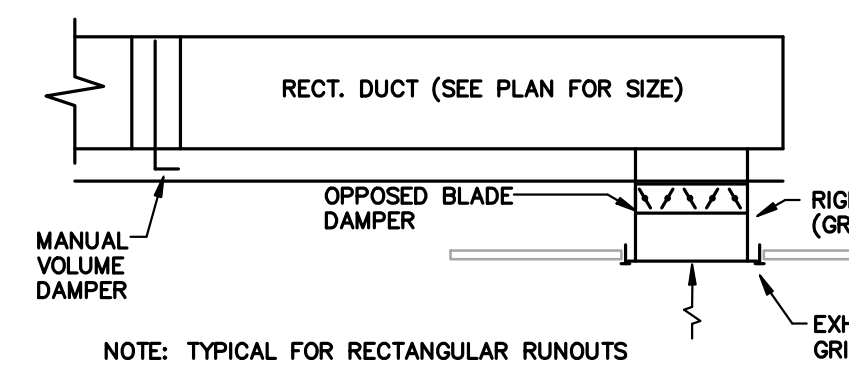 RECT. DUCT (SEE PLAN FOR SIZE)
OPPOSED BLADE
DAMPER
MANUAL
VOLUME
DAMPER
NOTE: TYPICAL FOR RECTANGULAR RUNOUTS